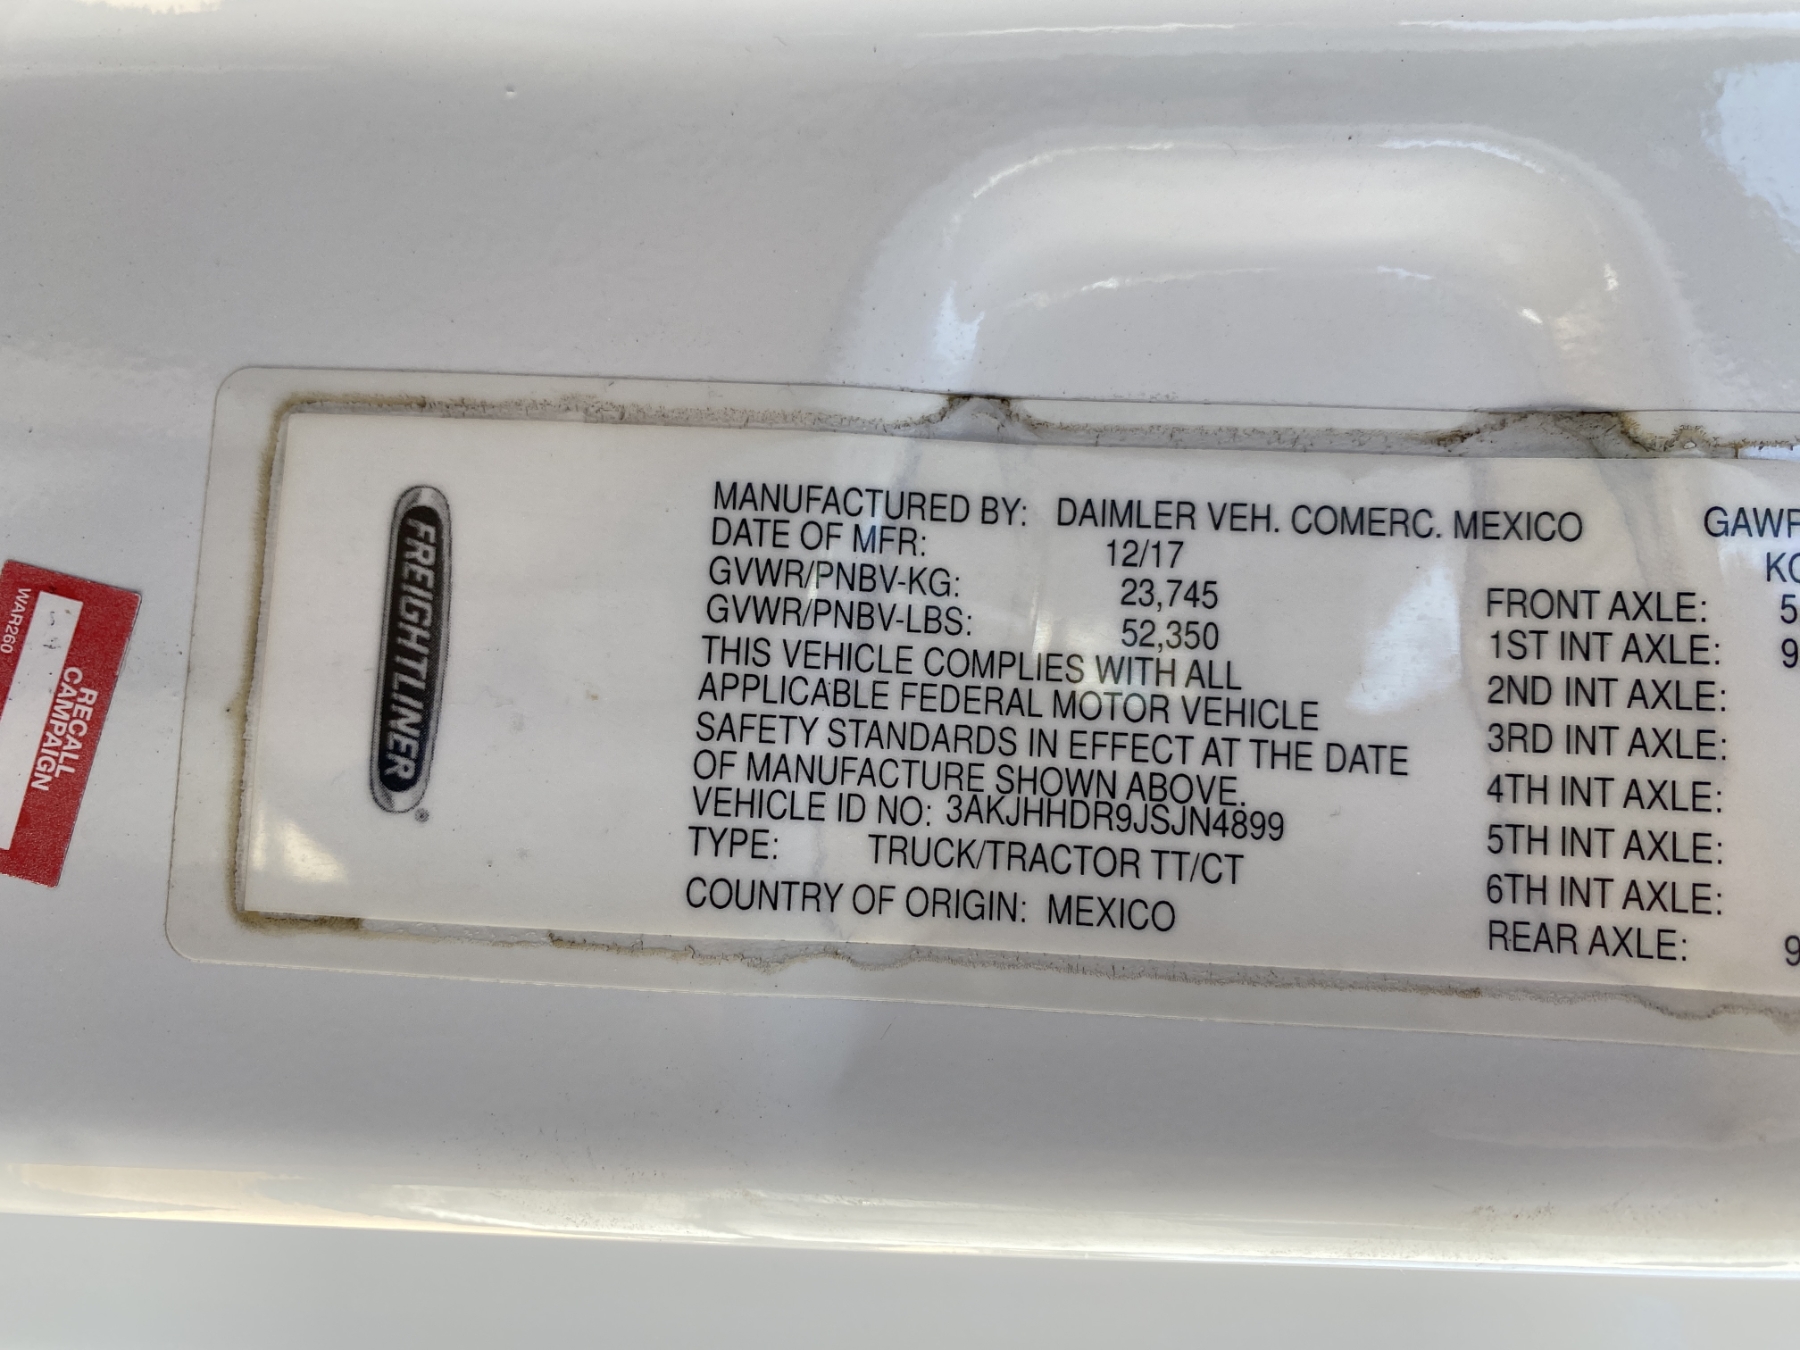 FREIGHTLINER
MANUFACTURED BY: DAIMLER VEH. COMERC. MEXICO
DATE OF MFR: 12/17
GVWR/PNBV-KG: 23,745
GVWR/PNBV-LBS: 52,350
THIS VEHICLE COMPLIES WITH ALL
APPLICABLE FEDERAL MOTOR VEHICLE
SAFETY STANDARDS IN EFFECT AT THE DATE
OF MANUFACTURE SHOWN ABOVE.
VEHICLE ID NO: 3AKJHHDR9JSJN4899
TYPE: TRUCK/TRACTOR TT/CT
COUNTRY OF ORIGIN: MEXICO
FRONT AXLE:
1ST INT AXLE:
2ND INT AXLE:
3RD INT AXLE:
4TH INT AXLE:
5TH INT AXLE:
6TH INT AXLE:
REAR AXLE:
RECALL
CAMPAIGN
WAR260